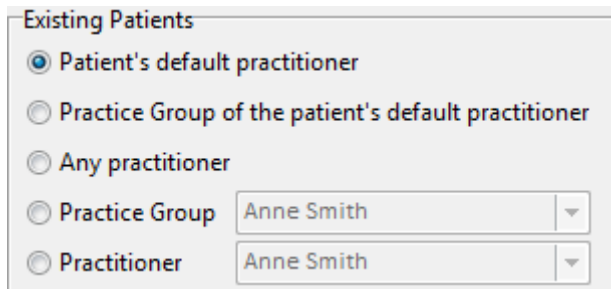 Existing Patients
Patient's default practitioner
Practice Group of the patient's default practitioner
Any practitioner
Practice Group Anne Smith
Practitioner Anne Smith